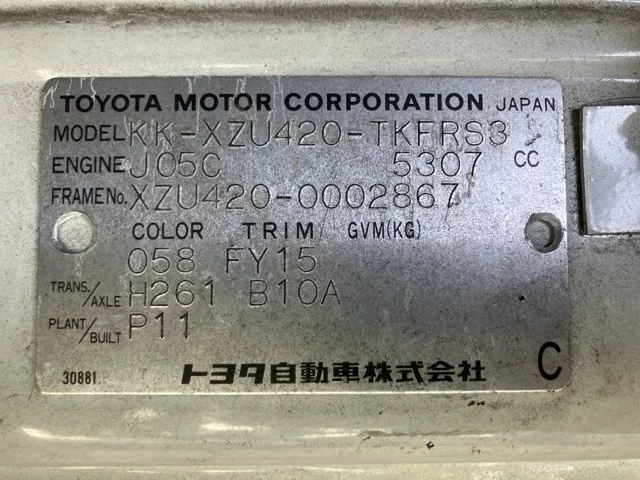 TOYOTA MOTOR CORPORATION JAPAN
MODEL KK-XZU420-TKFRS3
ENGINE J05C 5307 CC
FRAME No. XZU420-0002867
COLOR TRIM GVM(KG)
058 FY15
TRANS./AXLE H261 B10A
PLANT/BUILT P11
30881 トヨタ自動車株式会社 C